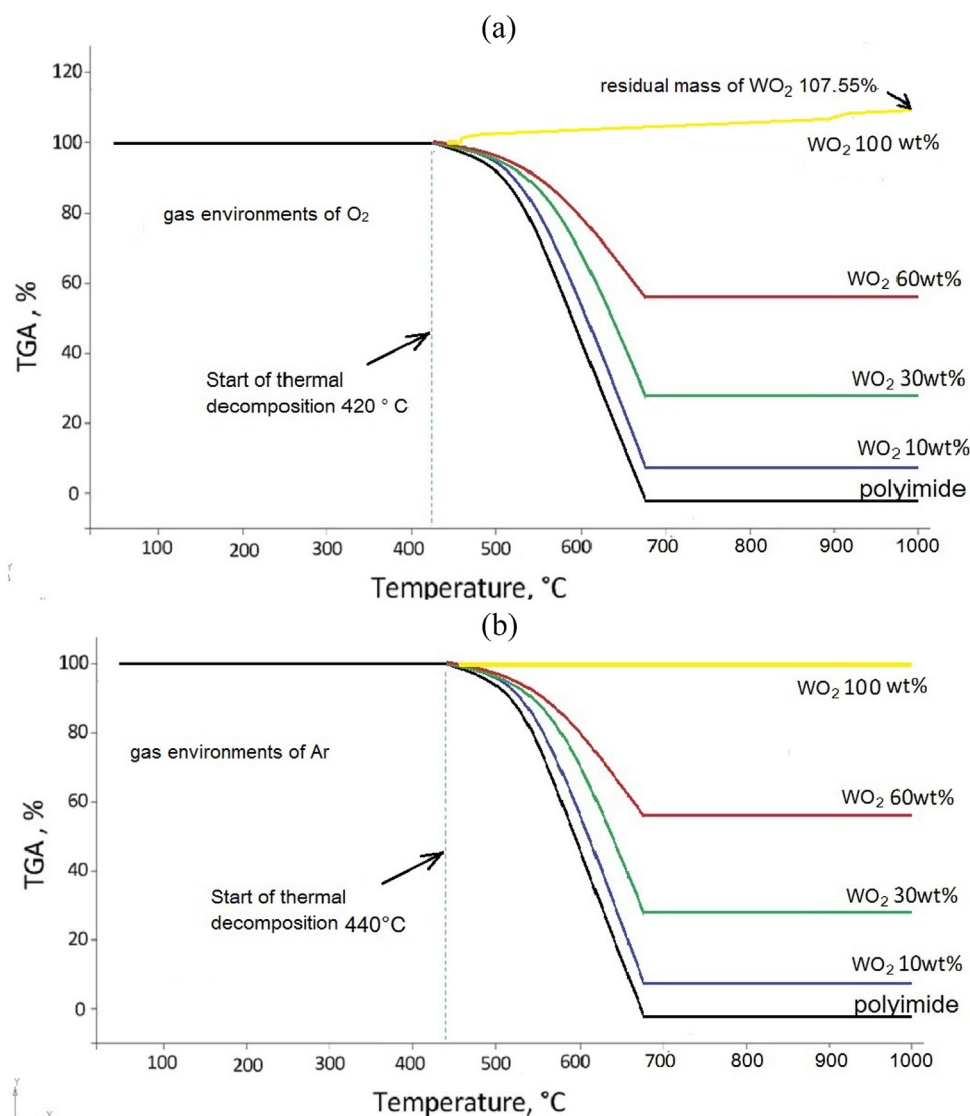 (a)
120
residual mass of WO₂ 107.55%
100
WO₂ 100 wt%
80
gas environments of O₂
TGA , %
60
WO₂ 60wt%
40
Start of thermal
decomposition 420 ° C
WO₂ 30wt%
20
WO₂ 10wt%
0
polyimide
100 200 300 400 500 600 700 800 900 1000
Temperature, °C
Y
(b)
100
WO₂ 100 wt%
80
gas environments of Ar
TGA , %
60
WO₂ 60wt%
40
Start of thermal
decomposition 440°C
WO₂ 30wt%
20
WO₂ 10wt%
0
polyimide
100 200 300 400 500 600 700 800 900 1000
Temperature, °C
Y
X